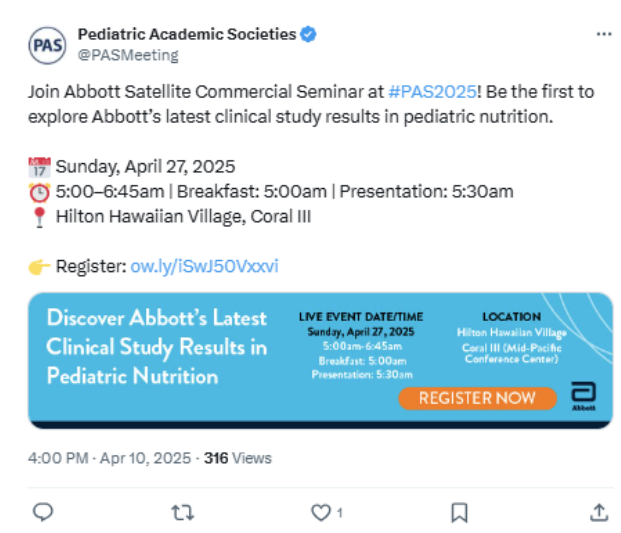 PAS
Pediatric Academic Societies
@PASMeeting
Join Abbott Satellite Commercial Seminar at #PAS2025! Be the first to
explore Abbott's latest clinical study results in pediatric nutrition.
JUL
17
Sunday, April 27, 2025
5:00–6:45am | Breakfast: 5:00am | Presentation: 5:30am
Hilton Hawaiian Village, Coral III
Register: ow.ly/iSwJ50Vxxvi
Discover Abbott's Latest
Clinical Study Results in
Pediatric Nutrition
LIVE EVENT DATE/TIME
Sunday, April 27, 2025
5:00am-6:45am
Breakfast: 5:00am
Presentation: 5:30am
LOCATION
Hilton Hawaiian Village
Coral III (Mid-Pacific
Conference Center)
REGISTER NOW
Abbott
4:00 PM · Apr 10, 2025 · 316 Views
1